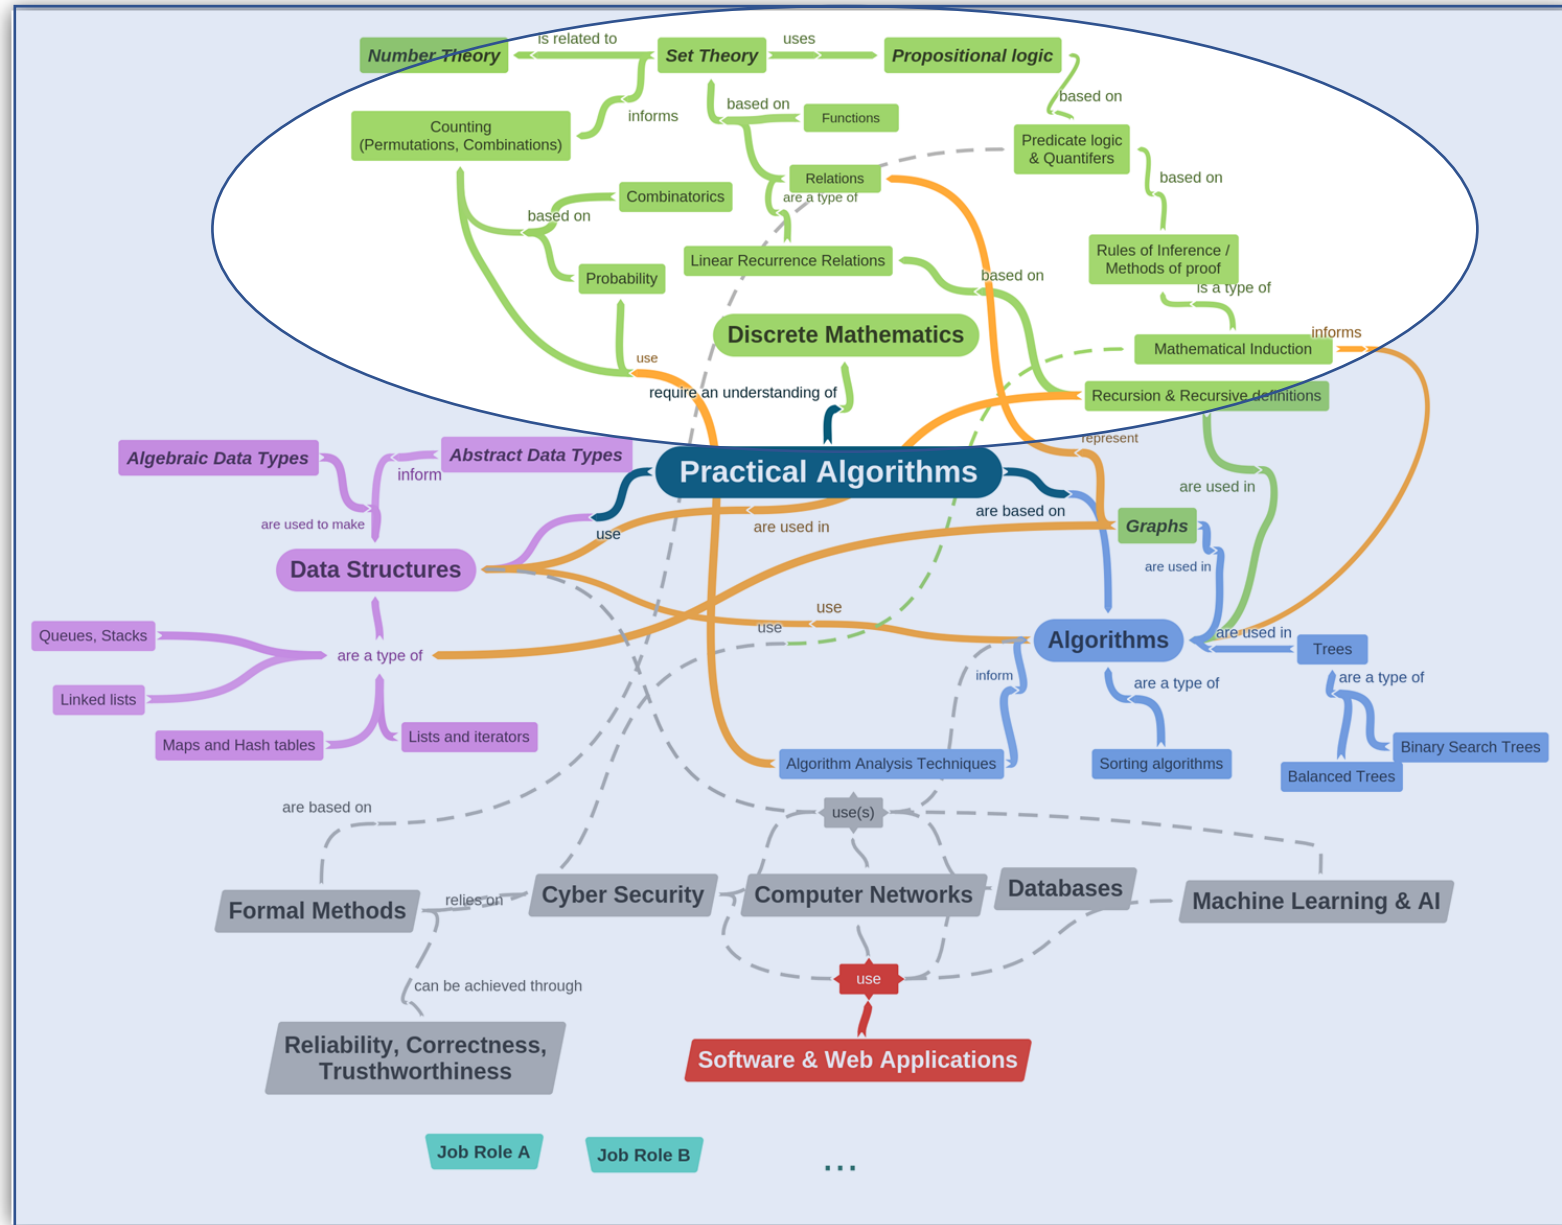 is related to
uses
Number Theory
Set Theory
Propositional logic
based on
based on
informs
Functions
Counting
(Permutations, Combinations)
Predicate logic
& Quantifers
Relations
based on
are a type of
Combinatorics
based on
Linear Recurrence Relations
Rules of Inference /
Methods of proof
Probability
based on
is a type of
Discrete Mathematics
informs
Mathematical Induction
use
require an understanding of
Recursion & Recursive definitions
represent
Algebraic Data Types
Abstract Data Types
inform
Practical Algorithms
are used in
are used to make
use
are used in
are based on
Graphs
are used in
Data Structures
use
use
are used in
Queues, Stacks
are a type of
Algorithms
Trees
inform
are a type of
are a type of
Linked lists
Maps and Hash tables
Lists and iterators
Algorithm Analysis Techniques
Sorting algorithms
Binary Search Trees
Balanced Trees
are based on
use(s)
Formal Methods
relies on
Cyber Security
Computer Networks
Databases
Machine Learning & AI
can be achieved through
use
Reliability, Correctness,
Trusthworthiness
Software & Web Applications
Job Role A
Job Role B
...